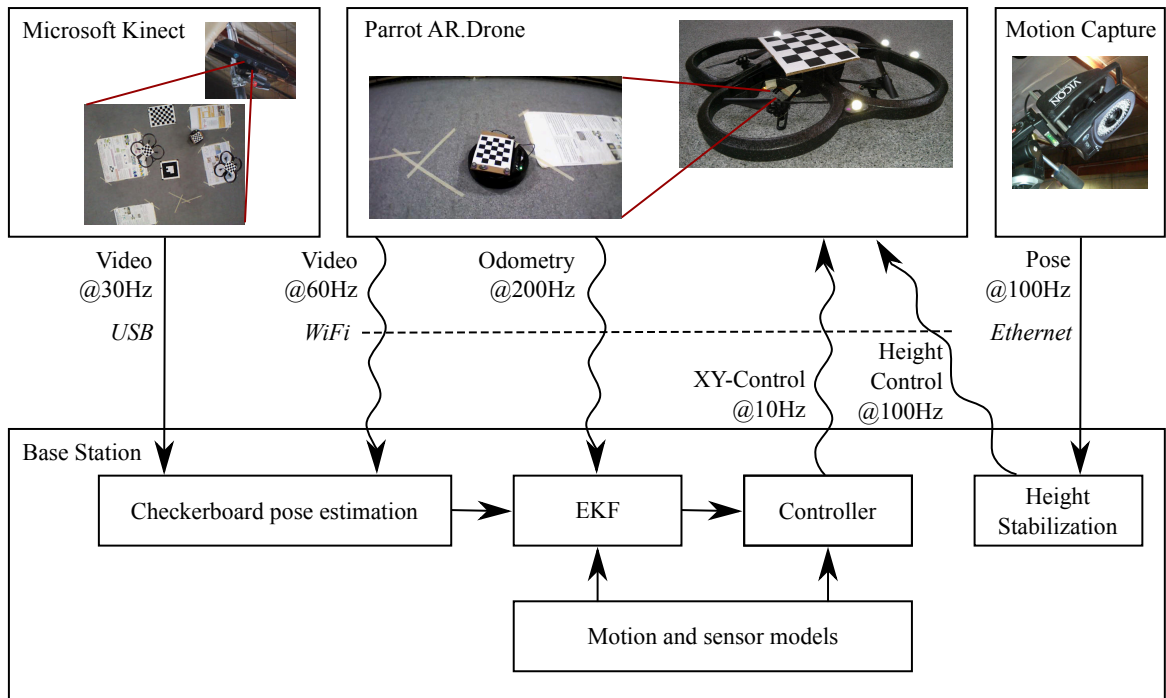 Microsoft Kinect
Parrot AR.Drone
Motion Capture
VICON
Video
@30Hz
USB
Video
@60Hz
WiFi
Odometry
@200Hz
XY-Control
@10Hz
Height
Control
@100Hz
Pose
@100Hz
Ethernet
Base Station
Checkerboard pose estimation
EKF
Controller
Height
Stabilization
Motion and sensor models